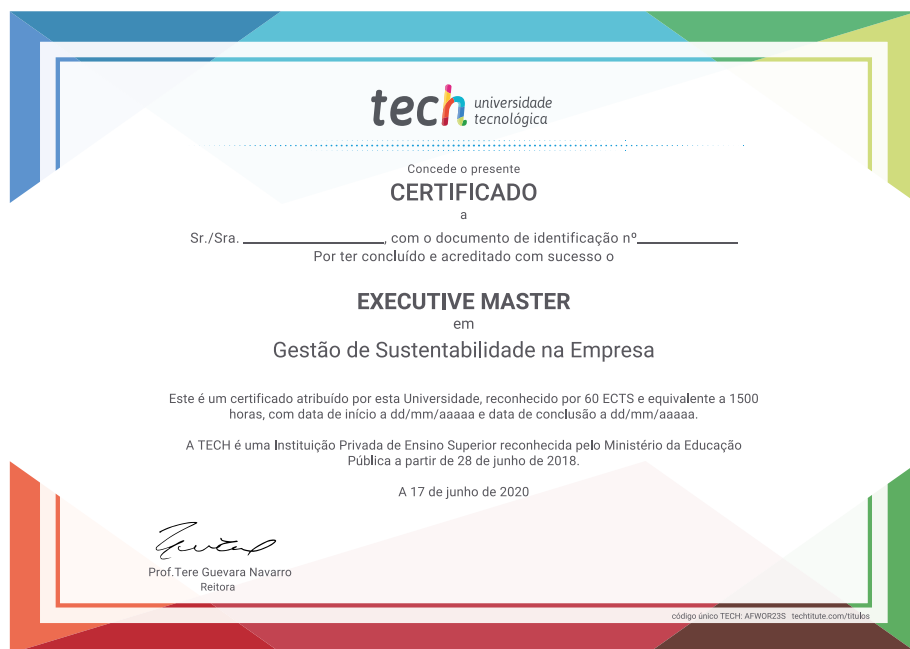 tech universidade
tecnológica
Concede o presente
CERTIFICADO
a
Sr./Sra. ________________, com o documento de identificação nº____________
Por ter concluído e acreditado com sucesso o
EXECUTIVE MASTER
em
Gestão de Sustentabilidade na Empresa
Este é um certificado atribuído por esta Universidade, reconhecido por 60 ECTS e equivalente a 1500
horas, com data de início a dd/mm/aaaaa e data de conclusão a dd/mm/aaaaa.
A TECH é uma Instituição Privada de Ensino Superior reconhecida pelo Ministério da Educação
Pública a partir de 28 de junho de 2018.
A 17 de junho de 2020
Prof.Tere Guevara Navarro
Reitora
código único TECH: AFWOR23S techtitute.com/titulos